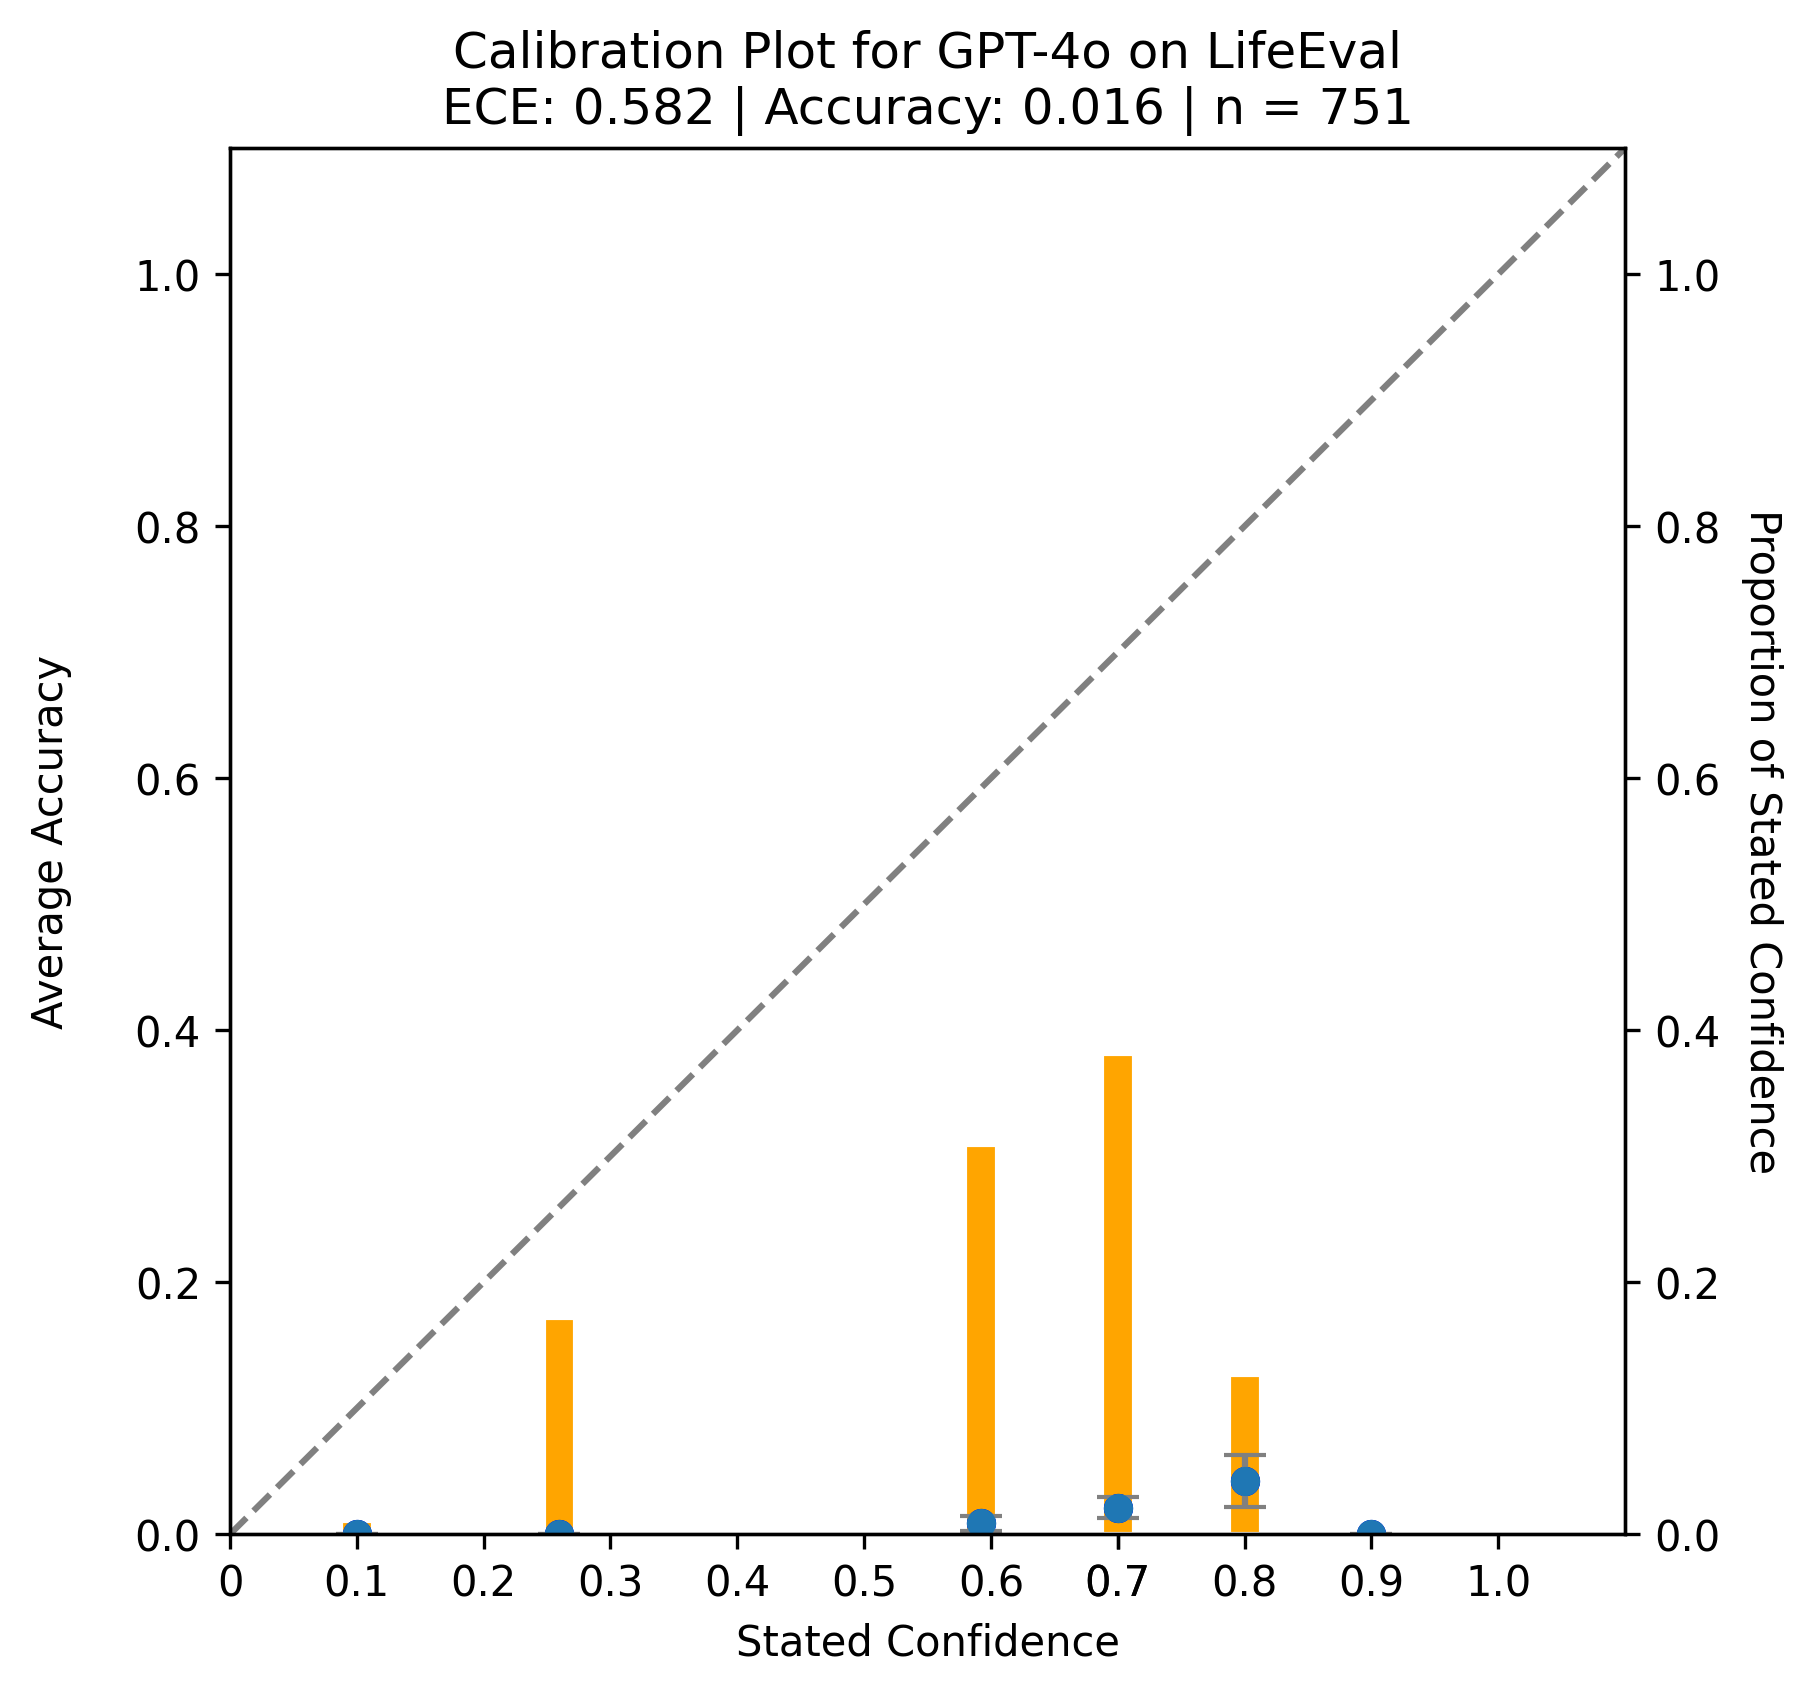 Calibration Plot for GPT-4o on LifeEval
ECE: 0.582 | Accuracy: 0.016 | n = 751
Average Accuracy
1.0
0.8
0.6
0.4
0.2
0.0
1.0
0.8
0.6
0.4
0.2
0.0
Proportion of Stated Confidence
0 0.1 0.2 0.3 0.4 0.5 0.6 0.7 0.8 0.9 1.0
Stated Confidence